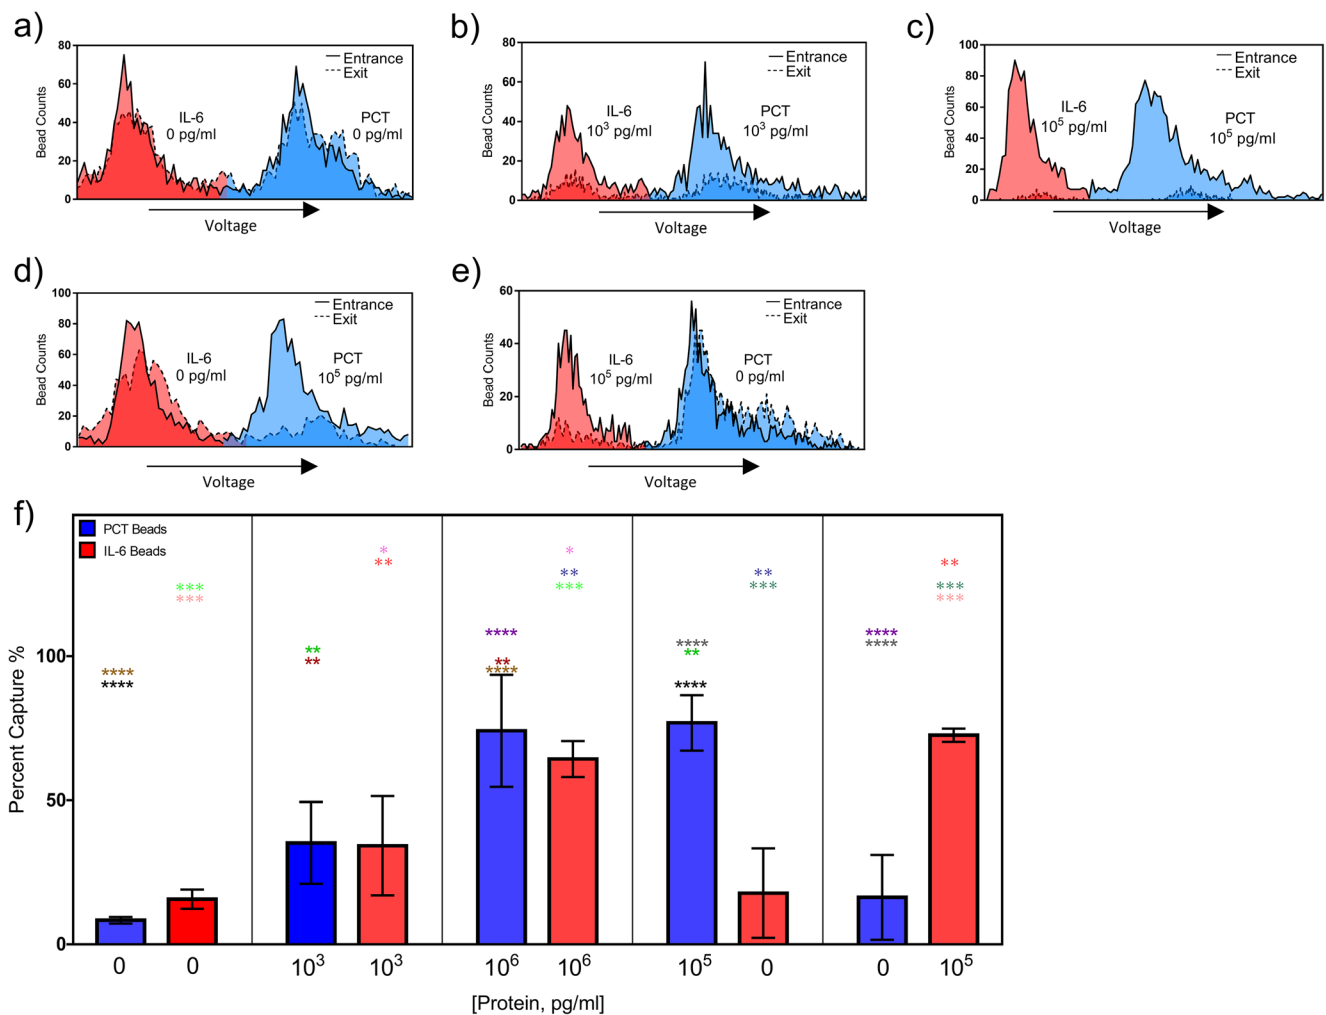 a)
80
60
40
20
0
Bead Counts
Entrance
Exit
IL-6
0 pg/ml
PCT
0 pg/ml
Voltage
b)
80
60
40
20
0
Bead Counts
Entrance
Exit
IL-6
10³ pg/ml
PCT
10³ pg/ml
Voltage
c)
100
80
60
40
20
0
Bead Counts
Entrance
Exit
IL-6
10⁵ pg/ml
PCT
10⁵ pg/ml
Voltage
d)
100
80
60
40
20
0
Bead Counts
Entrance
Exit
IL-6
0 pg/ml
PCT
10⁵ pg/ml
Voltage
e)
60
40
20
0
Bead Counts
Entrance
Exit
IL-6
10⁵ pg/ml
PCT
0 pg/ml
Voltage
f)
PCT Beads
IL-6 Beads
* * **
** ** **
*** *** *** ***
*** ***
**** ****
**** ****
** **
** **
**** ****
**** ****
100
50
0
Percent Capture %
0 0 10³ 10³ 10⁶ 10⁶ 10⁵ 0 0 10⁵
[Protein, pg/ml]